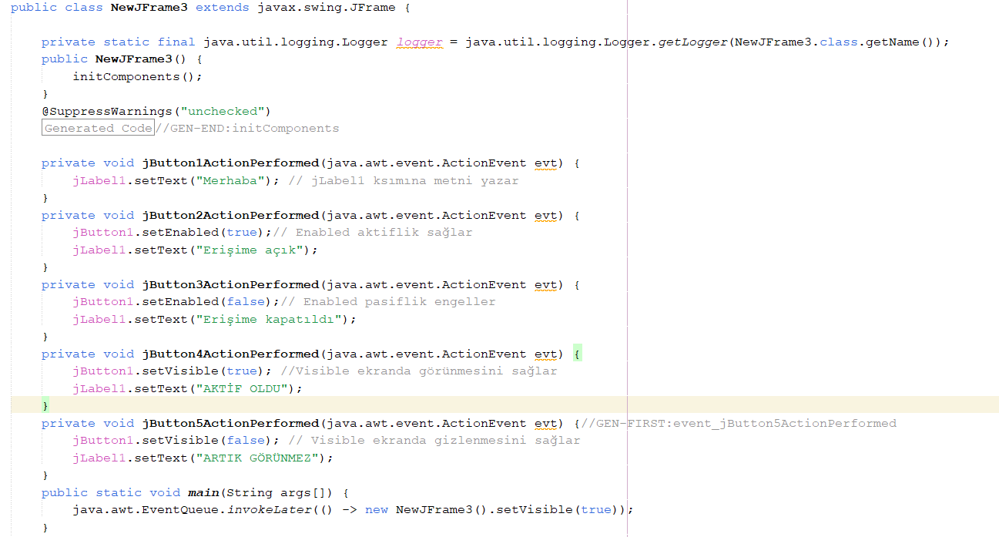 public class NewJFrame3 extends javax.swing.JFrame {
private static final java.util.logging.Logger logger = java.util.logging.Logger.getLogger(NewJFrame3.class.getName());
public NewJFrame3() {
initComponents();
}
@SuppressWarnings("unchecked")
Generated Code//GEN-END:initComponents
private void jButton1ActionPerformed(java.awt.event.ActionEvent evt) {
jLabel1.setText("Merhaba"); // jLabel1 ksımına metni yazar
}
private void jButton2ActionPerformed(java.awt.event.ActionEvent evt) {
jButton1.setEnabled(true);// Enabled aktiflik sağlar
jLabel1.setText("Erişime açık");
}
private void jButton3ActionPerformed(java.awt.event.ActionEvent evt) {
jButton1.setEnabled(false);// Enabled pasiflik engeller
jLabel1.setText("Erişime kapatıldı");
}
private void jButton4ActionPerformed(java.awt.event.ActionEvent evt) {
jButton1.setVisible(true); //Visible ekranda görünmesini sağlar
jLabel1.setText("AKTİF OLDU");
}
private void jButton5ActionPerformed(java.awt.event.ActionEvent evt) {//GEN-FIRST:event_jButton5ActionPerformed
jButton1.setVisible(false); // Visible ekranda gizlenmesini sağlar
jLabel1.setText("ARTIK GÖRÜNMEZ");
}
public static void main(String args[]) {
java.awt.EventQueue.invokeLater(() -> new NewJFrame3().setVisible(true));
}